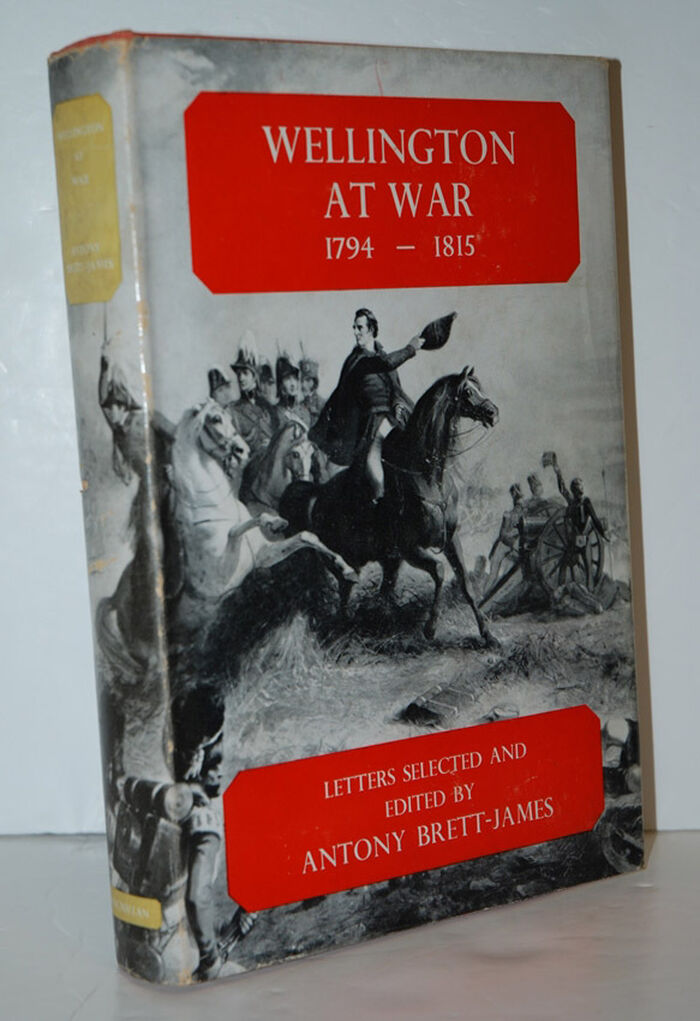 WELLINGTON
AT WAR
1794 – 1815
LETTERS SELECTED AND
EDITED BY
ANTONY BRETT-JAMES
WELLINGTON
AT
WAR
ANTONY
BRETT-JAMES